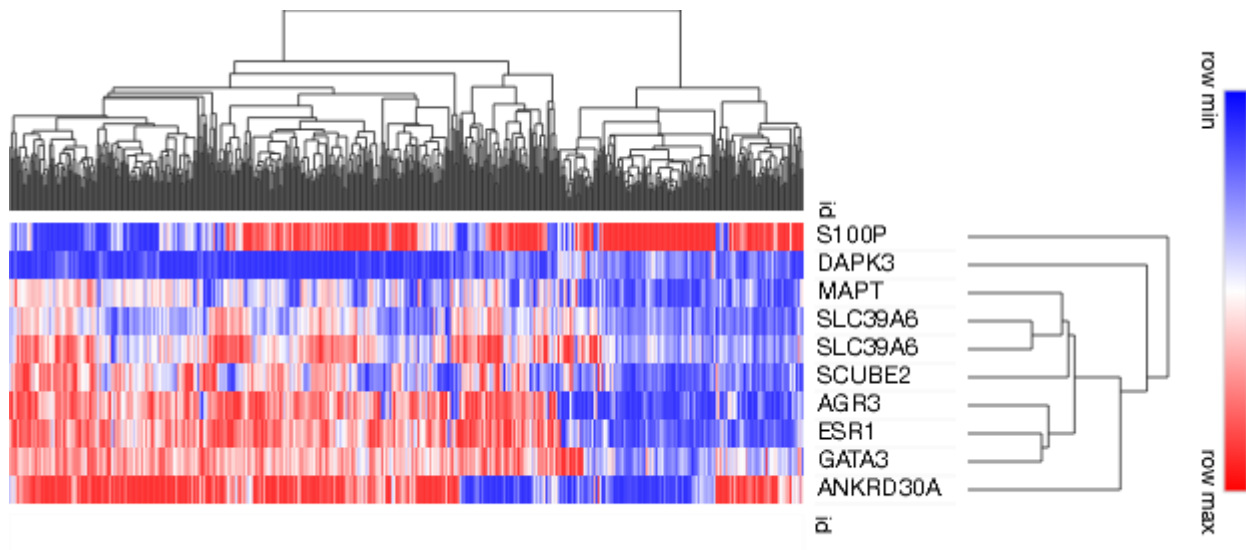 id
S100P
DAPK3
MAPT
SLC39A6
SLC39A6
SCUBE2
AGR3
ESR1
GATA3
ANKRD30A
id
row min
row max